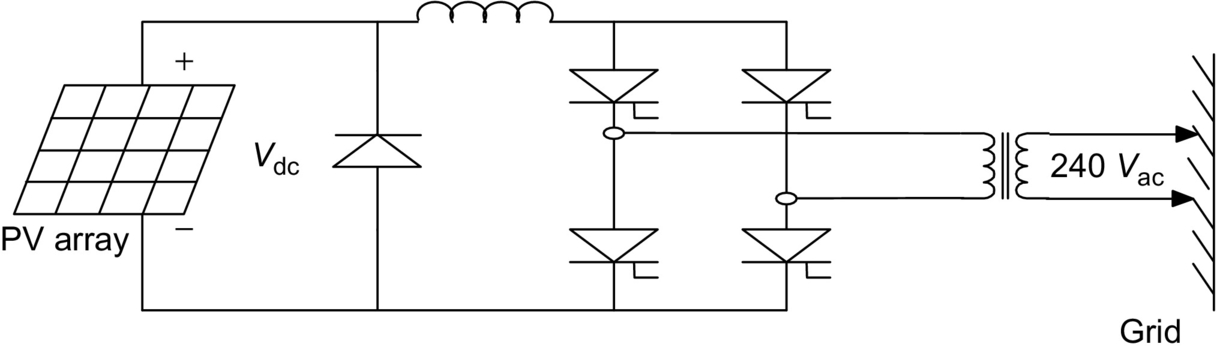 +
V_dc
−
PV array
240 V_ac
Grid